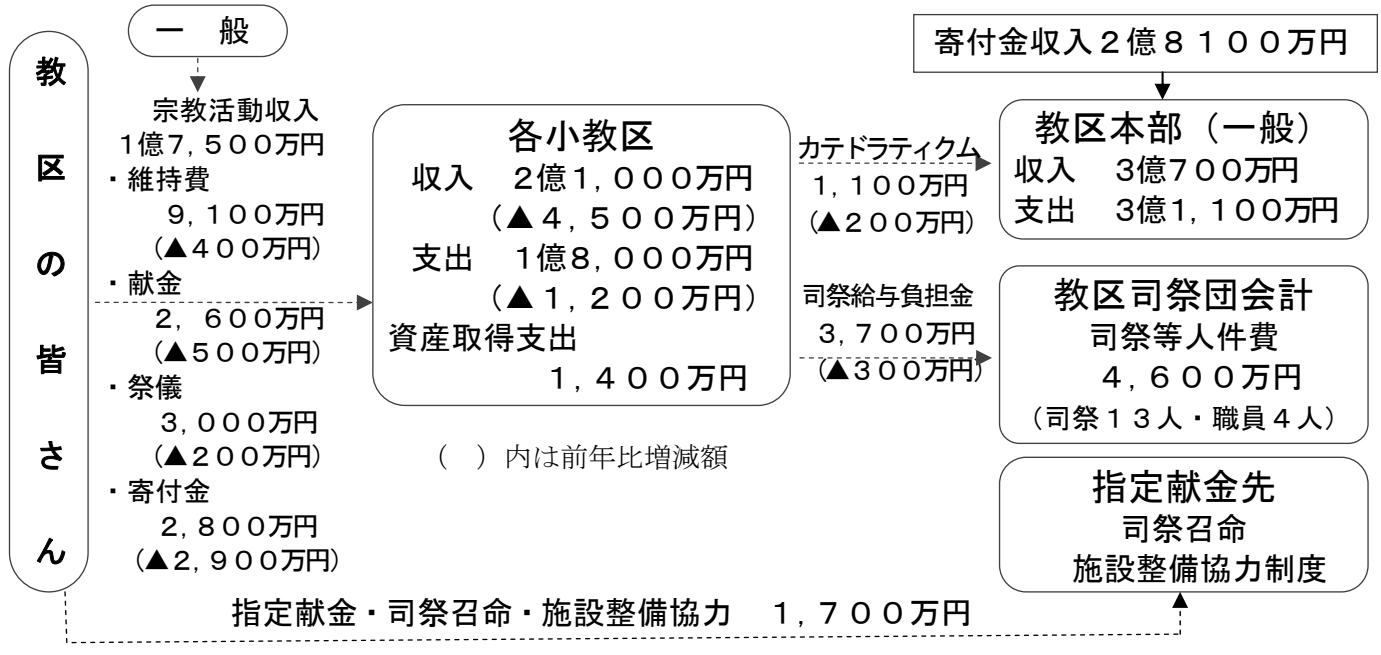 教区の皆さん
一　般
宗教活動収入
1億７,５００万円
・維持費
９,１００万円
（▲４００万円）
・献金
２,６００万円
（▲５００万円）
・祭儀
３,０００万円
（▲２００万円）
・寄付金
２,８００万円
（▲２,９００万円）
各小教区
収入　２億１,０００万円
（▲４,５００万円）
支出　１億８,０００万円
（▲１,２００万円）
資産取得支出
１,４００万円
（　）内は前年比増減額
カテドラティクム
１,１００万円
（▲２００万円）
司祭給与負担金
３,７００万円
（▲３００万円）
寄付金収入２億８１００万円
教区本部（一般）
収入　３億７００万円
支出　３億１,１００万円
教区司祭団会計
司祭等人件費
４,６００万円
（司祭１３人・職員４人）
指定献金先
司祭召命
施設整備協力制度
指定献金・司祭召命・施設整備協力　１,７００万円